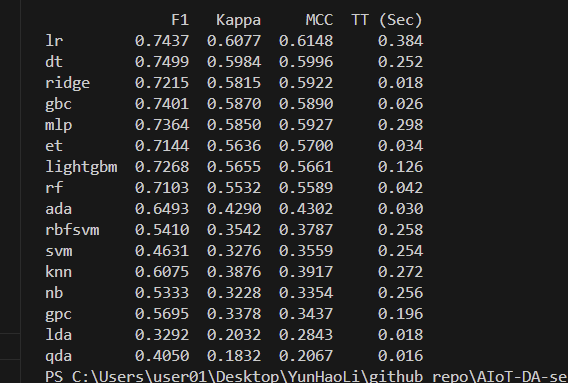 F1 Kappa MCC TT (Sec)
lr 0.7437 0.6077 0.6148 0.384
dt 0.7499 0.5984 0.5996 0.252
ridge 0.7215 0.5815 0.5922 0.018
gbc 0.7401 0.5870 0.5890 0.026
mlp 0.7364 0.5850 0.5927 0.298
et 0.7144 0.5636 0.5700 0.034
lightgbm 0.7268 0.5655 0.5661 0.126
rf 0.7103 0.5532 0.5589 0.042
ada 0.6493 0.4290 0.4302 0.030
rbfsvm 0.5410 0.3542 0.3787 0.258
svm 0.4631 0.3276 0.3559 0.254
knn 0.6075 0.3876 0.3917 0.272
nb 0.5333 0.3228 0.3354 0.256
gpc 0.5695 0.3378 0.3437 0.196
lda 0.3292 0.2032 0.2843 0.018
qda 0.4050 0.1832 0.2067 0.016
PS C:\Users\user01\Desktop\YunHaoLi\github repo\AIoT-DA-se